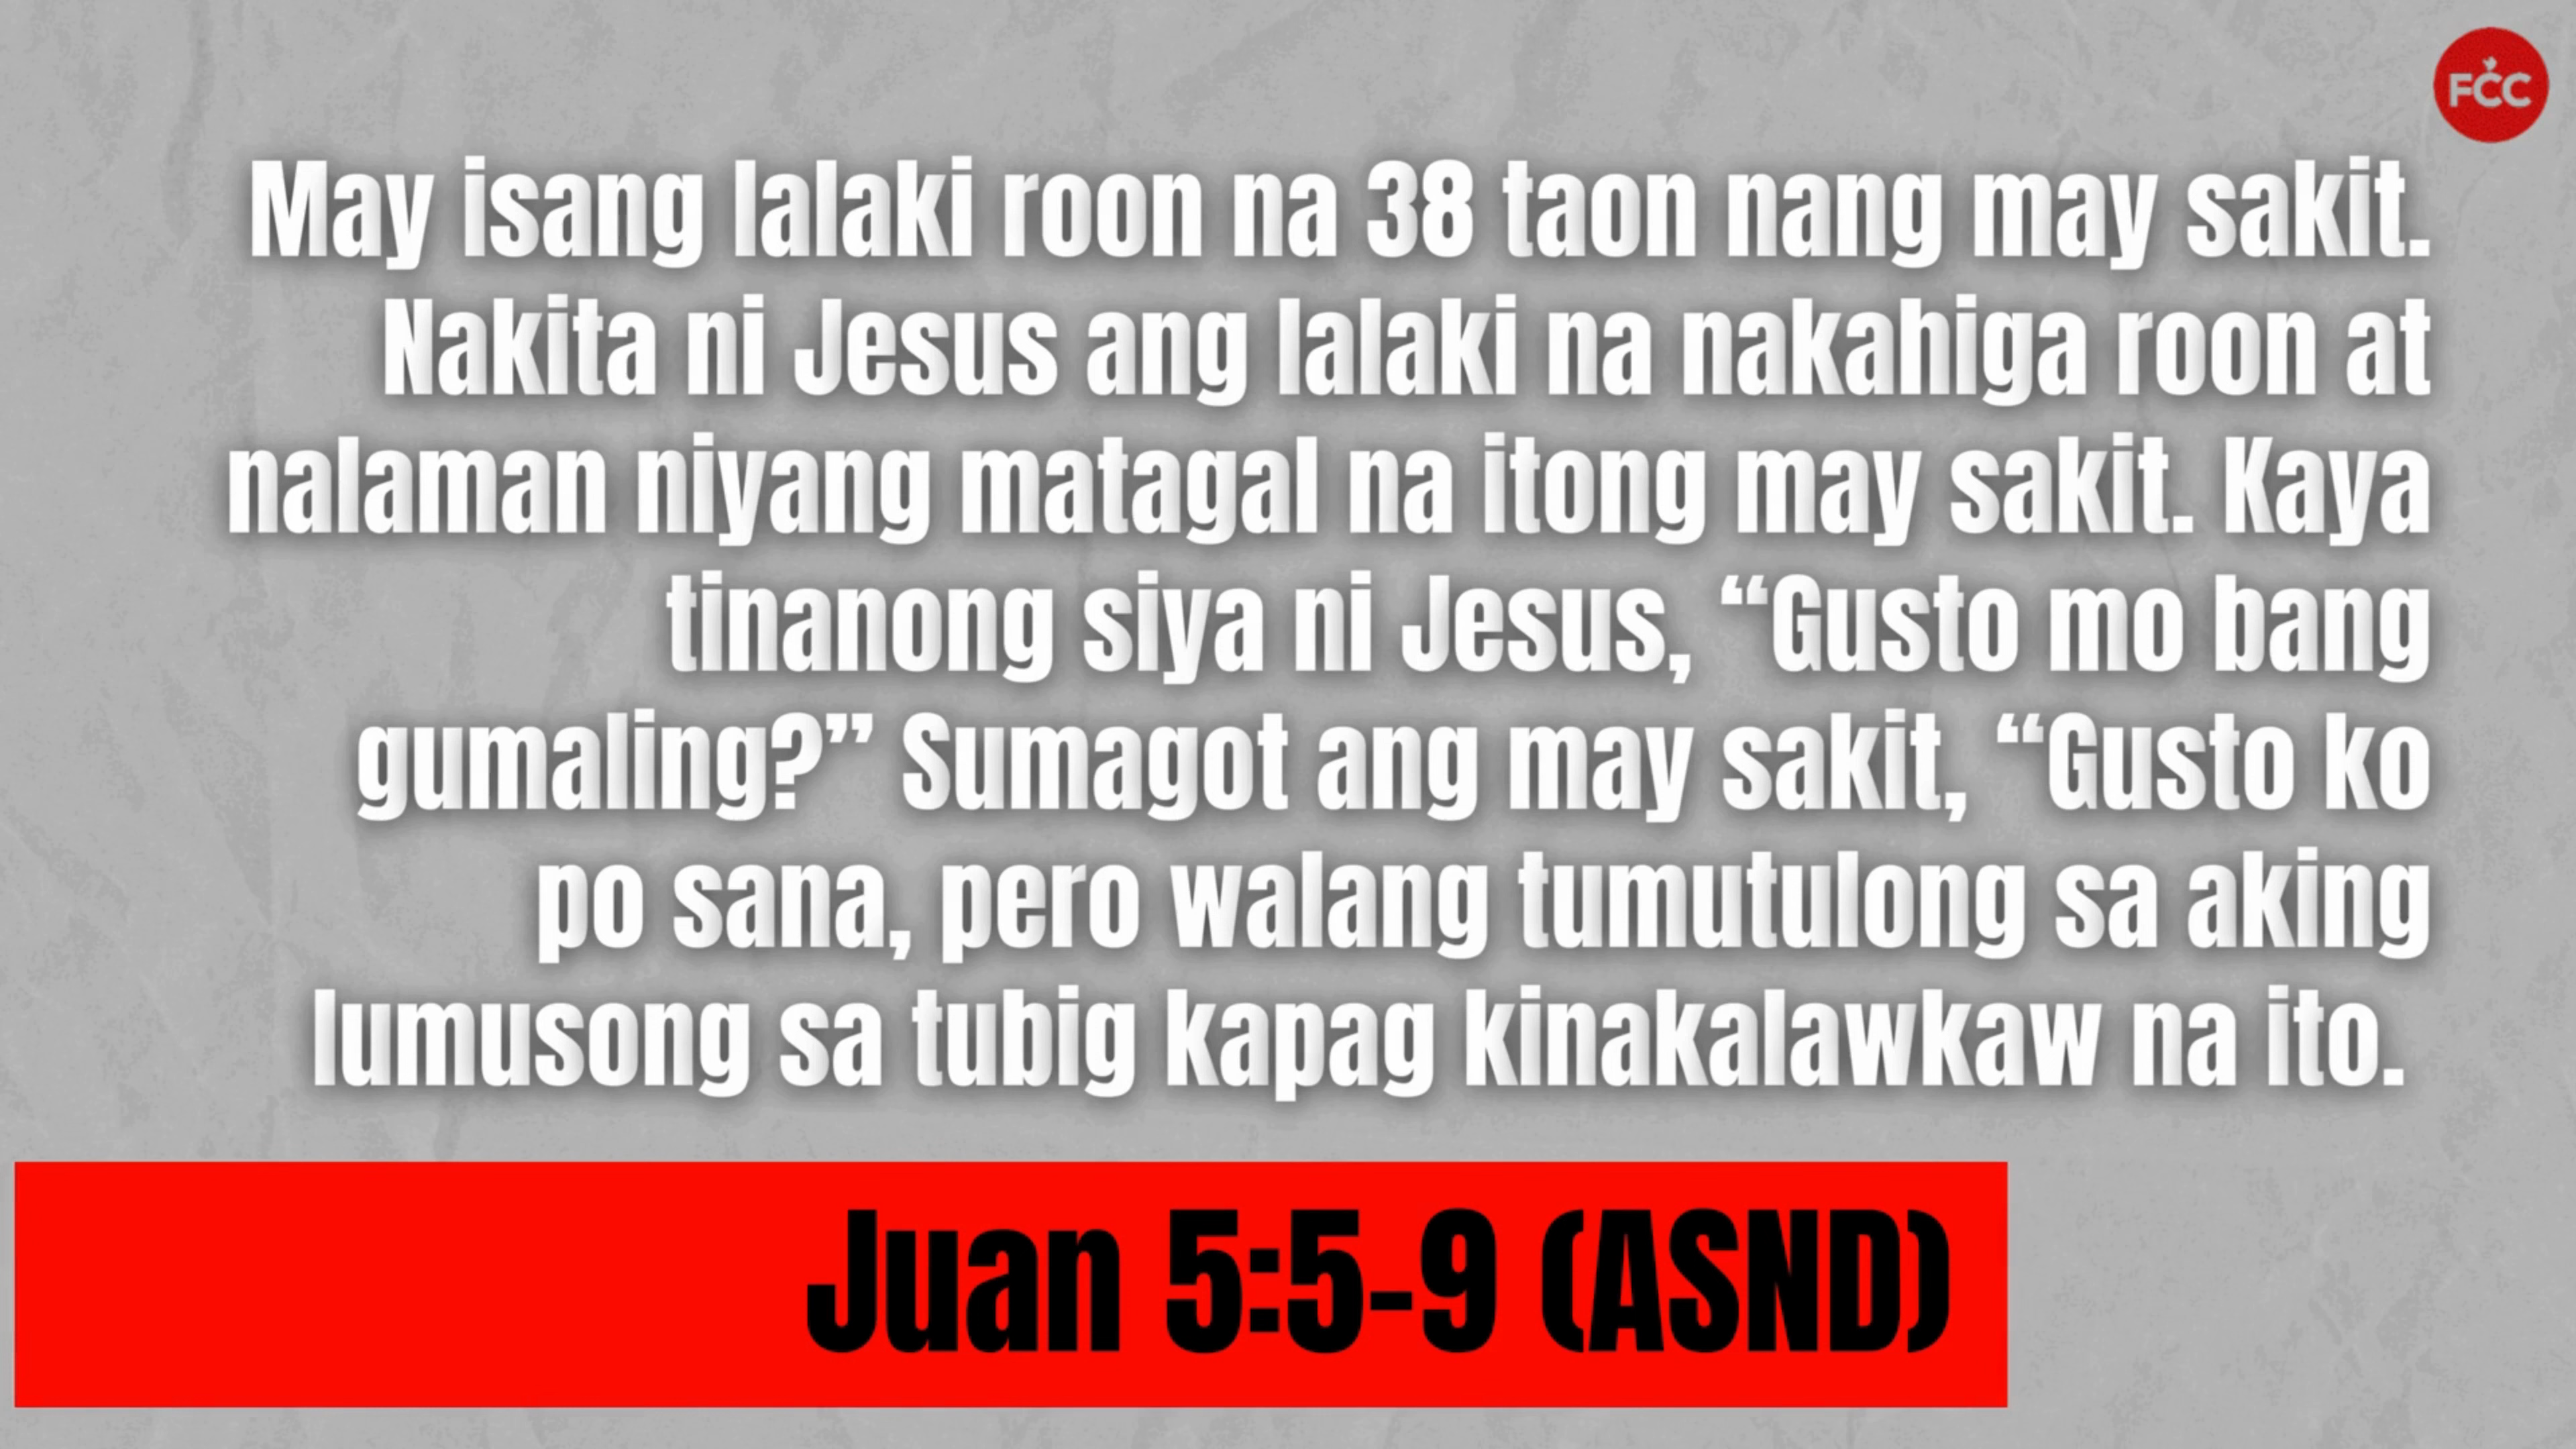 FCC
May isang lalaki roon na 38 taon nang may sakit.
Nakita ni Jesus ang lalaki na nakahiga roon at
nalaman niyang matagal na itong may sakit. Kaya
tinanong siya ni Jesus, “Gusto mo bang
gumaling?” Sumagot ang may sakit, “Gusto ko
po sana, pero walang tumutulong sa aking
lumusong sa tubig kapag kinakalawkaw na ito.
Juan 5:5-9 (ASND)